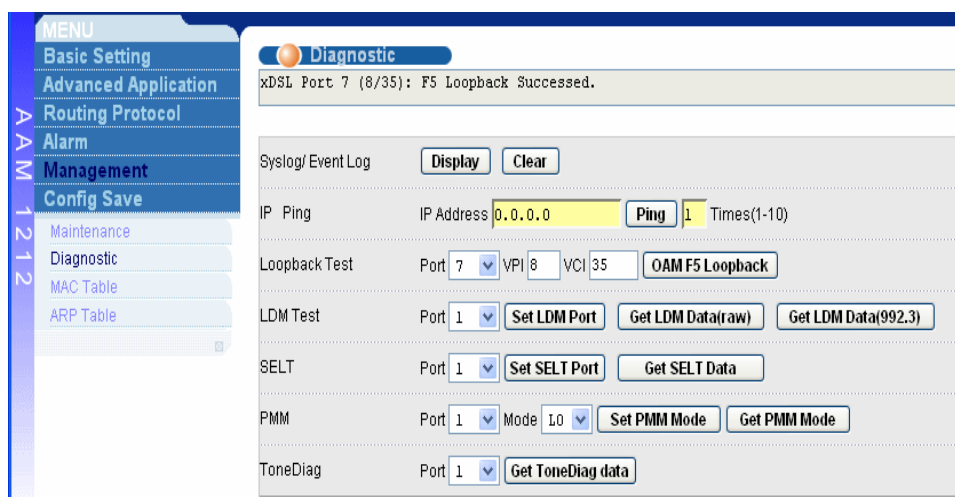 MENU
Basic Setting
Advanced Application
Routing Protocol
Alarm
Management
Config Save
Maintenance
Diagnostic
MAC Table
ARP Table
AAM 1212
Diagnostic
xDSL Port 7 (8/35): F5 Loopback Successed.
Syslog/ Event Log Display Clear
IP Ping IP Address 0.0.0.0 Ping 1 Times(1-10)
Loopback Test Port 7 VPI 8 VCI 35 OAM F5 Loopback
LDM Test Port 1 Set LDM Port Get LDM Data(raw) Get LDM Data(992.3)
SELT Port 1 Set SELT Port Get SELT Data
PMM Port 1 Mode L0 Set PMM Mode Get PMM Mode
ToneDiag Port 1 Get ToneDiag data